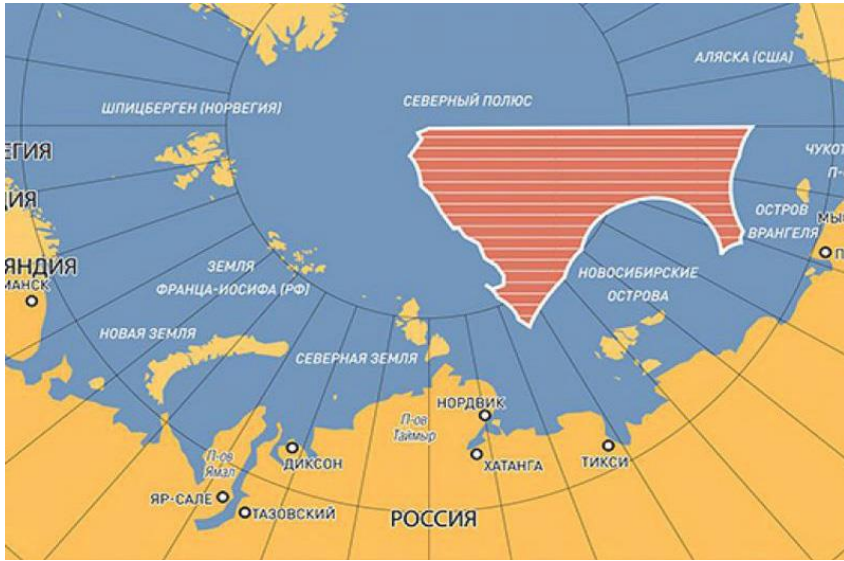 АЛЯСКА (США)
СЕВЕРНЫЙ ПОЛЮС
ШПИЦБЕРГЕН (НОРВЕГИЯ)
ЕГИЯ
ЧУКОТ
П-
ИЯ
ОСТРОВ
ВРАНГЕЛЯ
МЫС
П
ЯНДИЯ
МАНСК
ЗЕМЛЯ
ФРАНЦА-ИОСИФА (РФ)
НОВОСИБИРСКИЕ
ОСТРОВА
НОВАЯ ЗЕМЛЯ
СЕВЕРНАЯ ЗЕМЛЯ
НОРДВИК
П-ов
Таймыр
П-ов
Ямал
ДИКСОН
ХАТАНГА
ТИКСИ
ЯР-САЛЕ
ТАЗОВСКИЙ
РОССИЯ